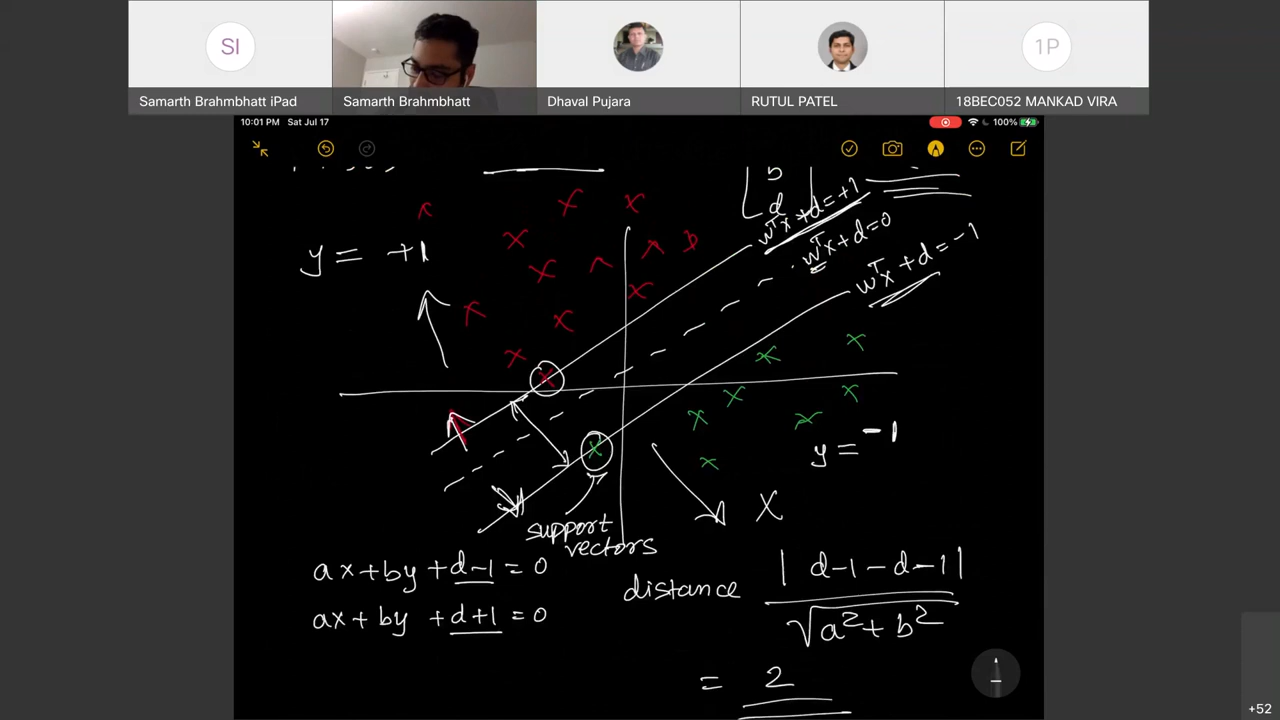 SI
1P
Samarth Brahmbhatt iPad
Samarth Brahmbhatt
Dhaval Pujara
RUTUL PATEL
18BEC052 MANKAD VIRA
10:01 PM Sat Jul 17
100%
b
d
wᵀx+d=+1
y = +1
wᵀx+d=0
wᵀx+d=-1
y = -1
X
support
vectors
ax+by+d-1=0
distance | d-1-d-1|
√a²+b²
ax+by+d+1=0
= 2
+52